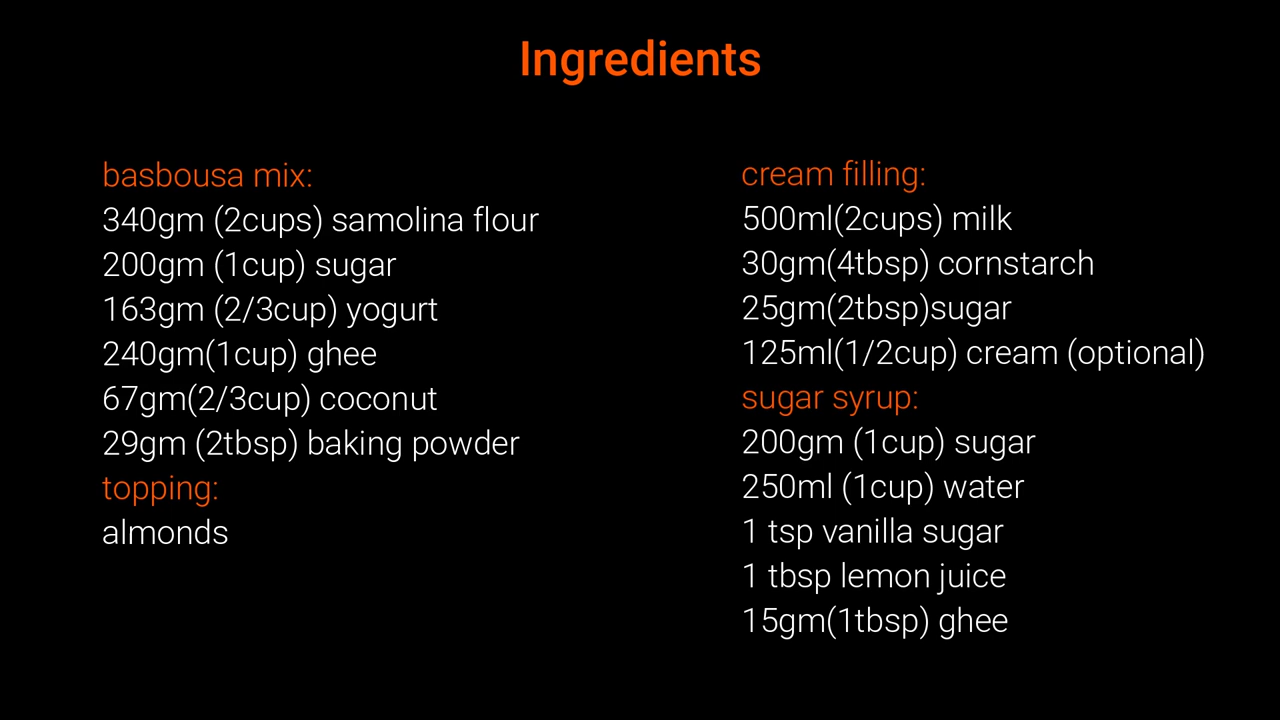 Ingredients
basbousa mix:
340gm (2cups) samolina flour
200gm (1cup) sugar
163gm (2/3cup) yogurt
240gm(1cup) ghee
67gm(2/3cup) coconut
29gm (2tbsp) baking powder
topping:
almonds
cream filling:
500ml(2cups) milk
30gm(4tbsp) cornstarch
25gm(2tbsp)sugar
125ml(1/2cup) cream (optional)
sugar syrup:
200gm (1cup) sugar
250ml (1cup) water
1 tsp vanilla sugar
1 tbsp lemon juice
15gm(1tbsp) ghee